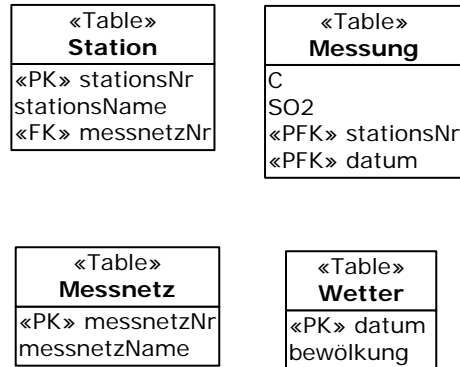 «Table»
Station
«PK» stationsNr
stationsName
«FK» messnetzNr
«Table»
Messung
C
SO2
«PFK» stationsNr
«PFK» datum
«Table»
Messnetz
«PK» messnetzNr
messnetzName
«Table»
Wetter
«PK» datum
bewölkung